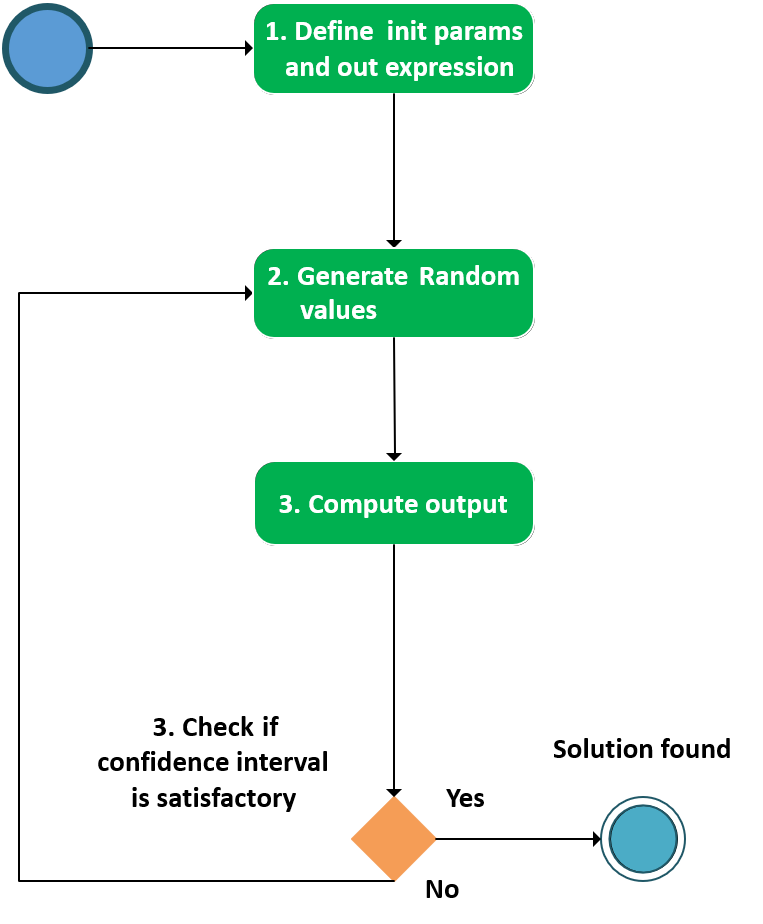 1. Define init params
and out expression
2. Generate Random
values
3. Compute output
3. Check if
confidence interval
is satisfactory
Solution found
Yes
No